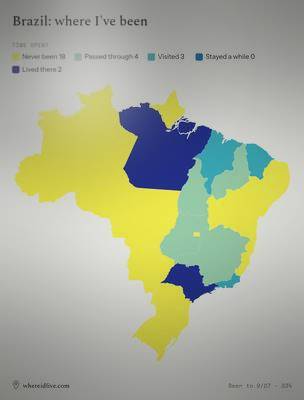 Brazil: where I've been
TIME SPENT
Never been 18 Passed through 4 Visited 3 Stayed a while 0
Lived there 2
whereidlive.com
Been to 9/27 · 33%